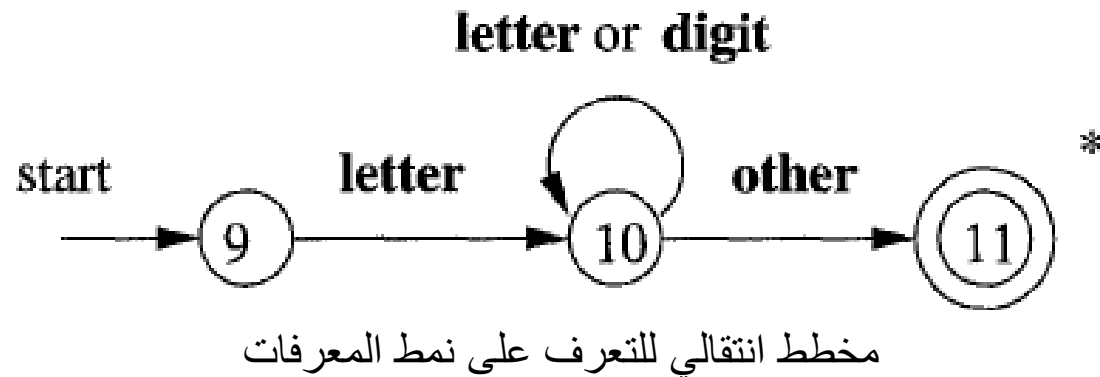 letter or digit
start letter other *
9 10 11
مخطط انتقالي للتعرف على نمط المعرفات